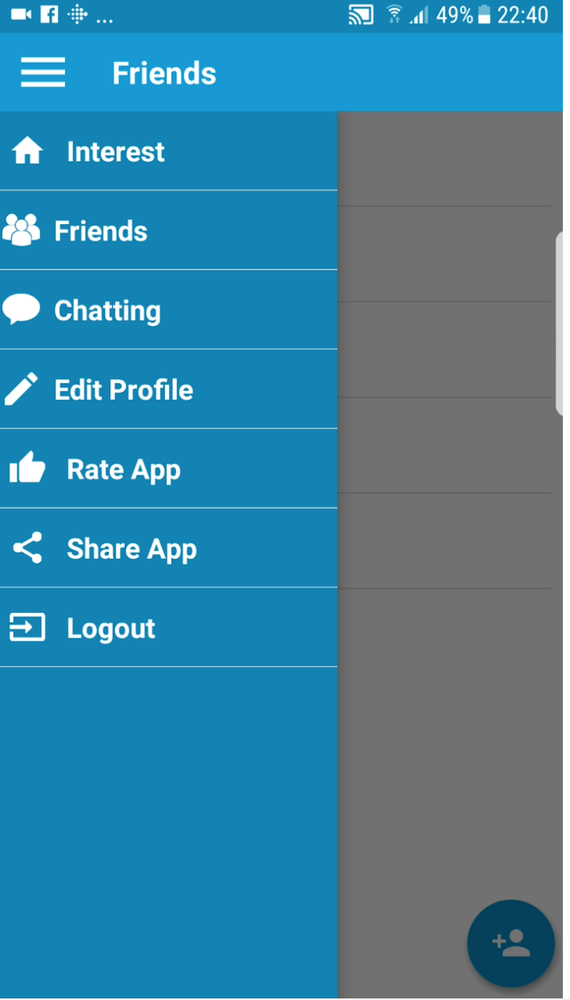 ... 49% 22:40
Friends
Interest
Friends
Chatting
Edit Profile
Rate App
Share App
Logout